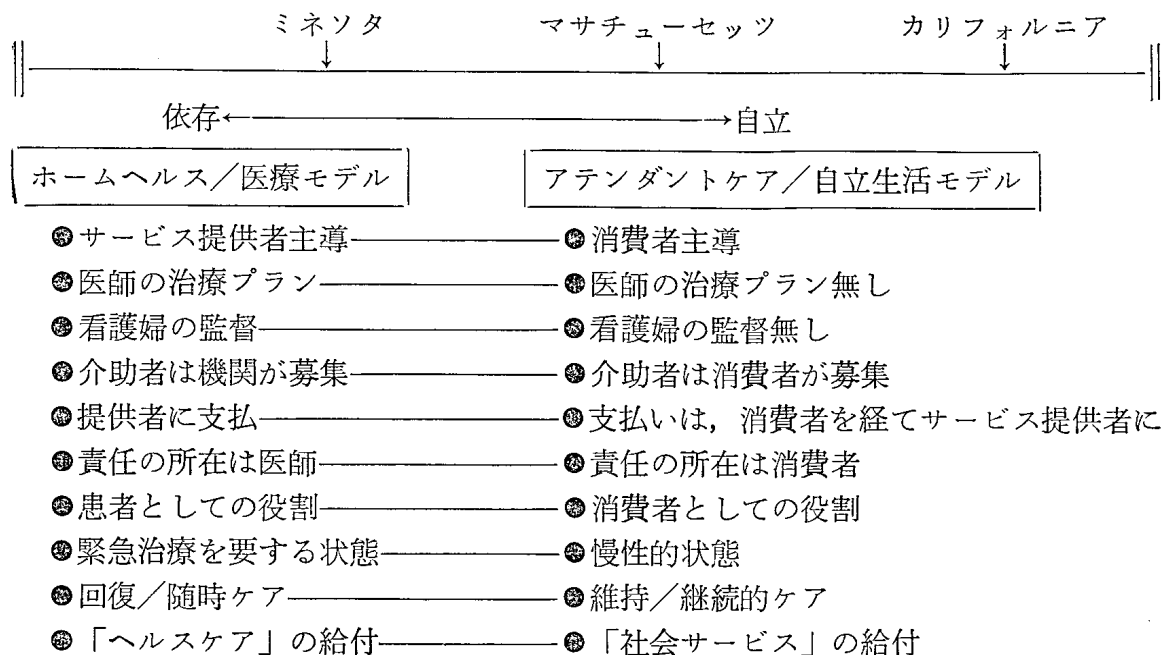 ミネソタ マサチューセッツ カリフォルニア
依存←→自立
ホームヘルス／医療モデル アテンダントケア／自立生活モデル
●サービス提供者主導 ●消費者主導
●医師の治療プラン ●医師の治療プラン無し
●看護婦の監督 ●看護婦の監督無し
●介助者は機関が募集 ●介助者は消費者が募集
●提供者に支払 ●支払いは，消費者を経てサービス提供者に
●責任の所在は医師 ●責任の所在は消費者
●患者としての役割 ●消費者としての役割
●緊急治療を要する状態 ●慢性的状態
●回復／随時ケア ●維持／継続的ケア
●「ヘルスケア」の給付 ●「社会サービス」の給付